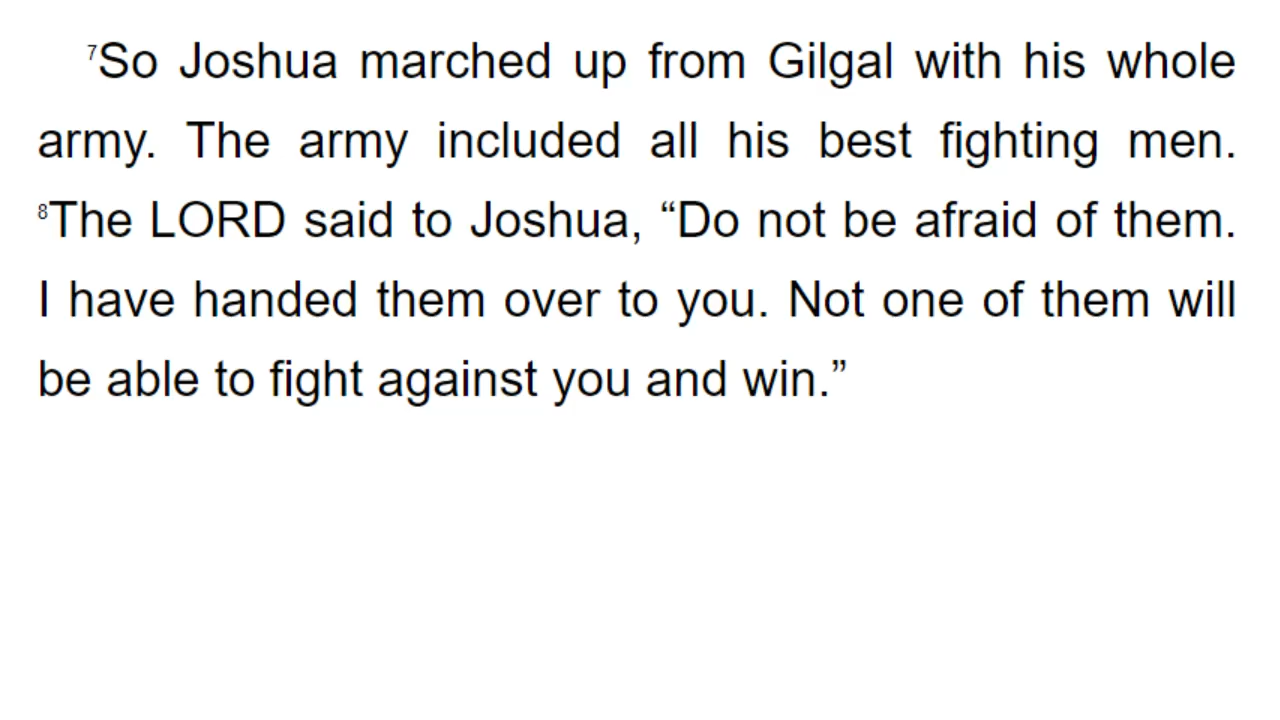 ⁷So Joshua marched up from Gilgal with his whole
army. The army included all his best fighting men.
⁸The LORD said to Joshua, “Do not be afraid of them.
I have handed them over to you. Not one of them will
be able to fight against you and win.”